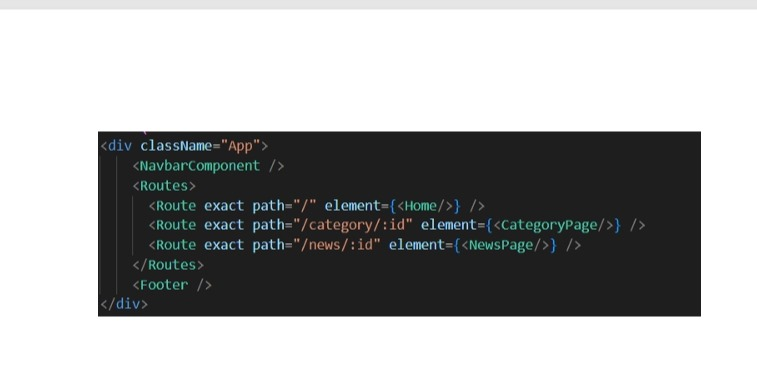 <div className="App">
<NavbarComponent />
<Routes>
<Route exact path="/" element={<Home/>} />
<Route exact path="/category/:id" element={<CategoryPage/>} />
<Route exact path="/news/:id" element={<NewsPage/>} />
</Routes>
<Footer />
</div>